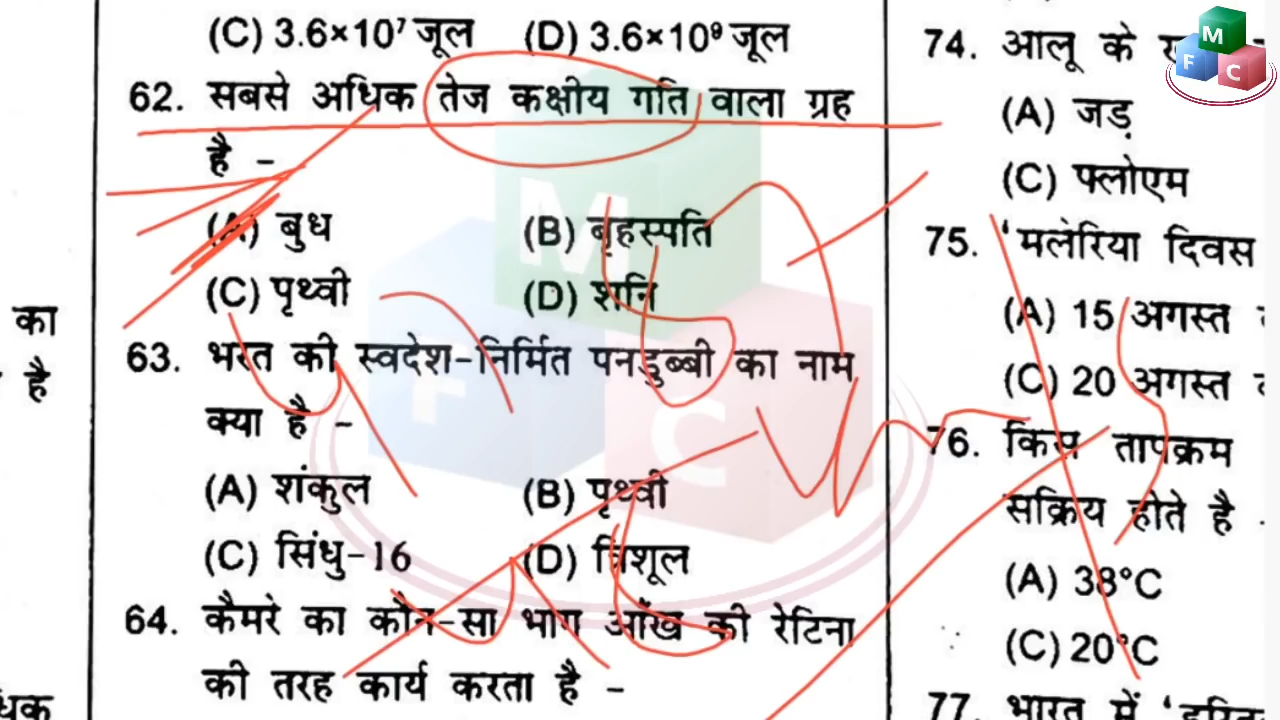 का
है
धिक
(C) 3.6×10⁷ जूल (D) 3.6×10⁹ जूल
62. सबसे अधिक तेज कक्षीय गति वाला ग्रह
है -
(A) बुध (B) बृहस्पति
(C) पृथ्वी (D) शनि
63. भरत की स्वदेश-निर्मित पनडुब्बी का नाम
क्या है -
(A) शंकुल (B) पृथ्वी
(C) सिंधु-16 (D) त्रिशूल
64. कैमरे का कौन-सा भाग आँख की रेटिना
की तरह कार्य करता है -
74. आलू के
(A) जड़
(C) फ्लोएम
75. 'मलेरिया दिवस
(A) 15 अगस्त
(C) 20 अगस्त
76. किस तापक्रम
सक्रिय होते है
(A) 38°C
(C) 20°C
77. भारत में
M
F C
M
F C